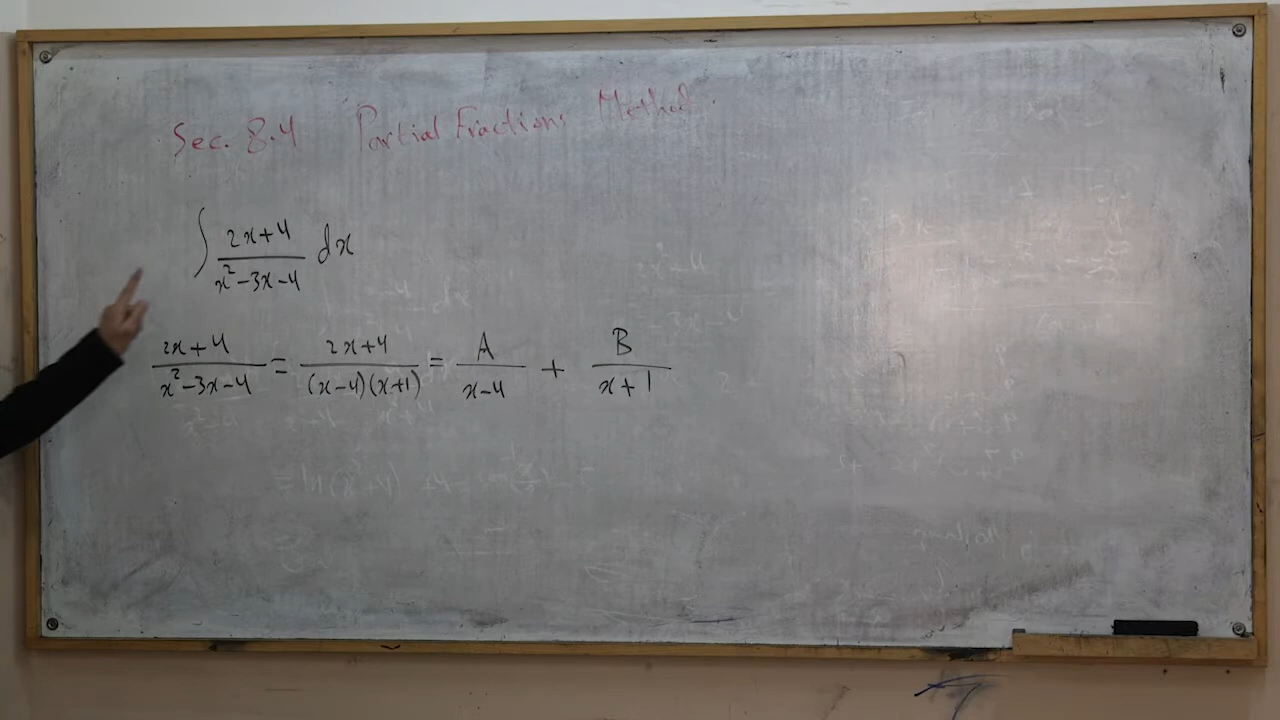 Sec. 8.4 Partial Fractions Method.
∫ (2x+4)/(x²-3x-4) dx
(2x+4)/(x²-3x-4) = (2x+4)/((x-4)(x+1)) = A/(x-4) + B/(x+1)